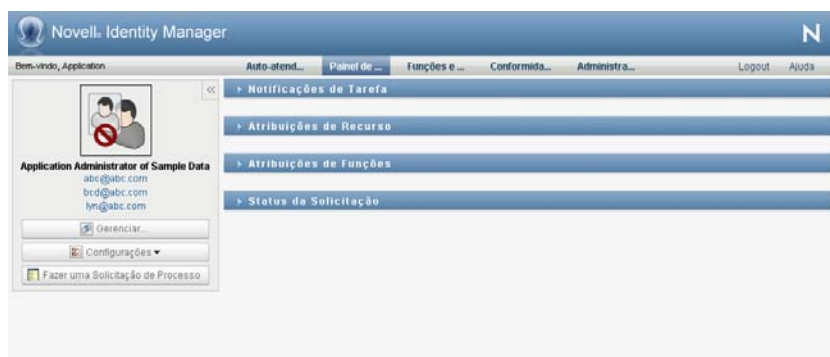 Novell® Identity Manager
N
Bem-vindo, Application
Auto-atend... Painel de ... Funções e ... Conformida... Administra... Logout Ajuda
Notificações de Tarefa
Atribuições de Recurso
Atribuições de Funções
Status da Solicitação
Application Administrator of Sample Data
abc@abc.com
bcd@abc.com
lyn@abc.com
Gerenciar...
Configurações
Fazer uma Solicitação de Processo